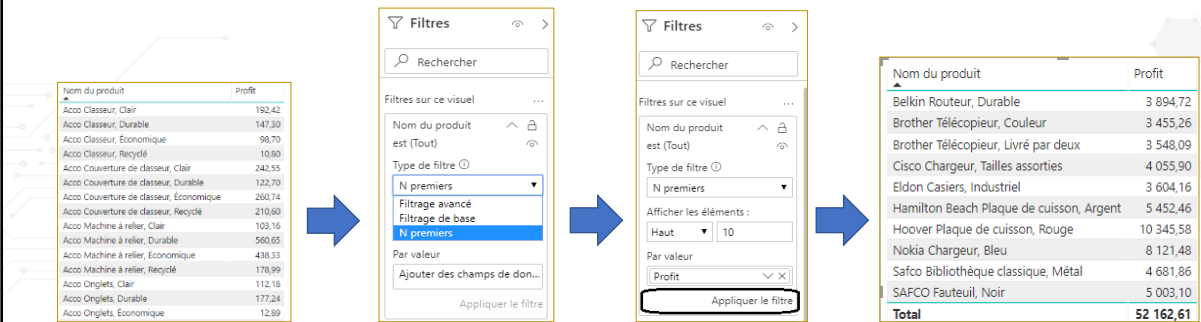 Nom du produit Profit
Acco Classeur, Clair 192,42
Acco Classeur, Durable 147,30
Acco Classeur, Économique 98,70
Acco Classeur, Recyclé 10,80
Acco Couverture de classeur, Clair 242,55
Acco Couverture de classeur, Durable 122,70
Acco Couverture de classeur, Économique 260,74
Acco Couverture de classeur, Recyclé 210,60
Acco Machine à relier, Clair 103,16
Acco Machine à relier, Durable 560,65
Acco Machine à relier, Économique 438,33
Acco Machine à relier, Recyclé 178,99
Acco Onglets, Clair 112,18
Acco Onglets, Durable 177,24
Acco Onglets, Économique 12,89
Filtres
Rechercher
Filtres sur ce visuel ...
Nom du produit
est (Tout)
Type de filtre
N premiers
Filtrage avancé
Filtrage de base
N premiers
Par valeur
Ajouter des champs de don...
Appliquer le filtre
Filtres
Rechercher
Filtres sur ce visuel ...
Nom du produit
est (Tout)
Type de filtre
N premiers
Afficher les éléments :
Haut 10
Par valeur
Profit
Appliquer le filtre
Nom du produit Profit
Belkin Routeur, Durable 3 894,72
Brother Télécopieur, Couleur 3 455,26
Brother Télécopieur, Livré par deux 3 548,09
Cisco Chargeur, Tailles assorties 4 055,90
Eldon Casiers, Industriel 3 604,16
Hamilton Beach Plaque de cuisson, Argent 5 452,46
Hoover Plaque de cuisson, Rouge 10 345,58
Nokia Chargeur, Bleu 8 121,48
Safco Bibliothèque classique, Métal 4 681,86
SAFCO Fauteuil, Noir 5 003,10
Total 52 162,61